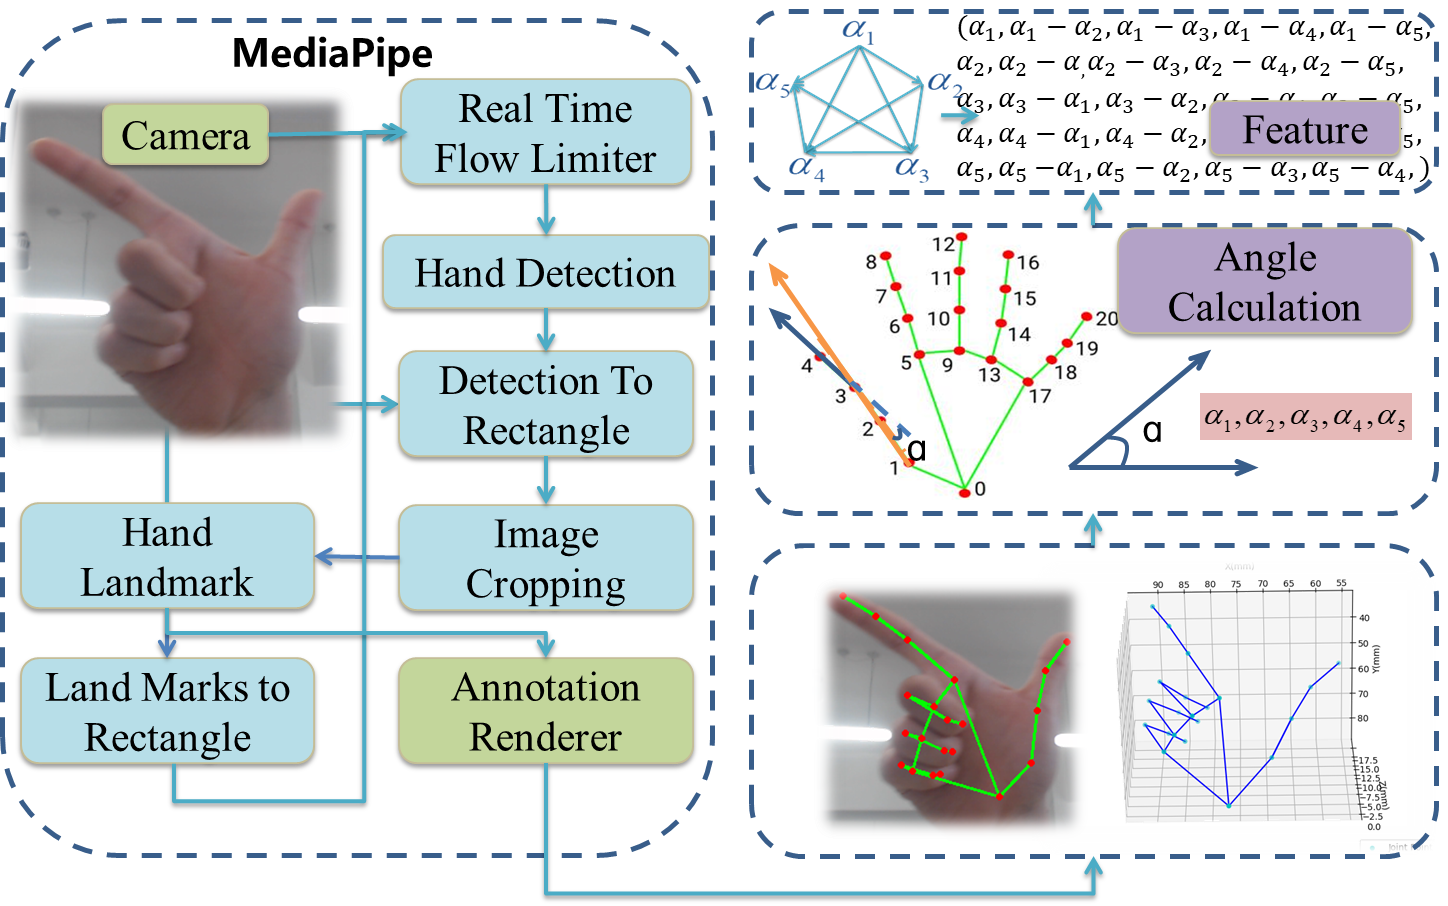 MediaPipe
Camera
Real Time
Flow Limiter
Hand Detection
Detection To
Rectangle
Hand
Landmark
Image
Cropping
Land Marks to
Rectangle
Annotation
Renderer
α₁
α₅
α₂
α₄
α₃
(α₁, α₁ − α₂, α₁ − α₃, α₁ − α₄, α₁ − α₅,
α₂, α₂ − α, α₂ − α₃, α₂ − α₄, α₂ − α₅,
α₃, α₃ − α₁, α₃ − α₂,
α₄, α₄ − α₁, α₄ − α₂,
α₅, α₅ − α₁, α₅ − α₂, α₅ − α₃, α₅ − α₄, )
Feature
Angle
Calculation
12
8
16
11
7
15
10
20
6
14
19
4
5
9
13
18
3
17
2
1
α
0
α
α₁, α₂, α₃, α₄, α₅
X(mm)
90 85 80 75 70 65 60 55
40
50
60
70
80
Y(mm)
−17.5
−15.0
−12.5
−10.0
−7.5
−5.0
−2.5
0.0
Joint